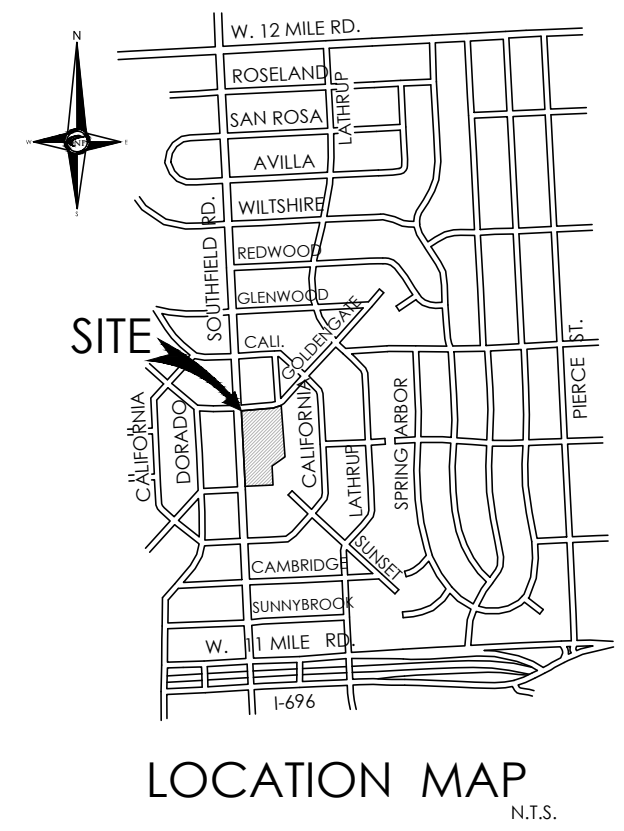 W. 12 MILE RD.
N
ROSELAND
LATHRUP
SAN ROSA
W
NF
E
AVILLA
S
WILTSHIRE
SOUTHFIELD RD.
REDWOOD
GLENWOOD
GOLDENGATE
SITE
CALI.
PIERCE ST.
CALIFORNIA
DORADO
CALIFORNIA
SPRING ARBOR
LATHRUP
SUNSET
CAMBRIDGE
SUNNYBROOK
W. 11 MILE RD.
I-696
LOCATION MAP
N.T.S.